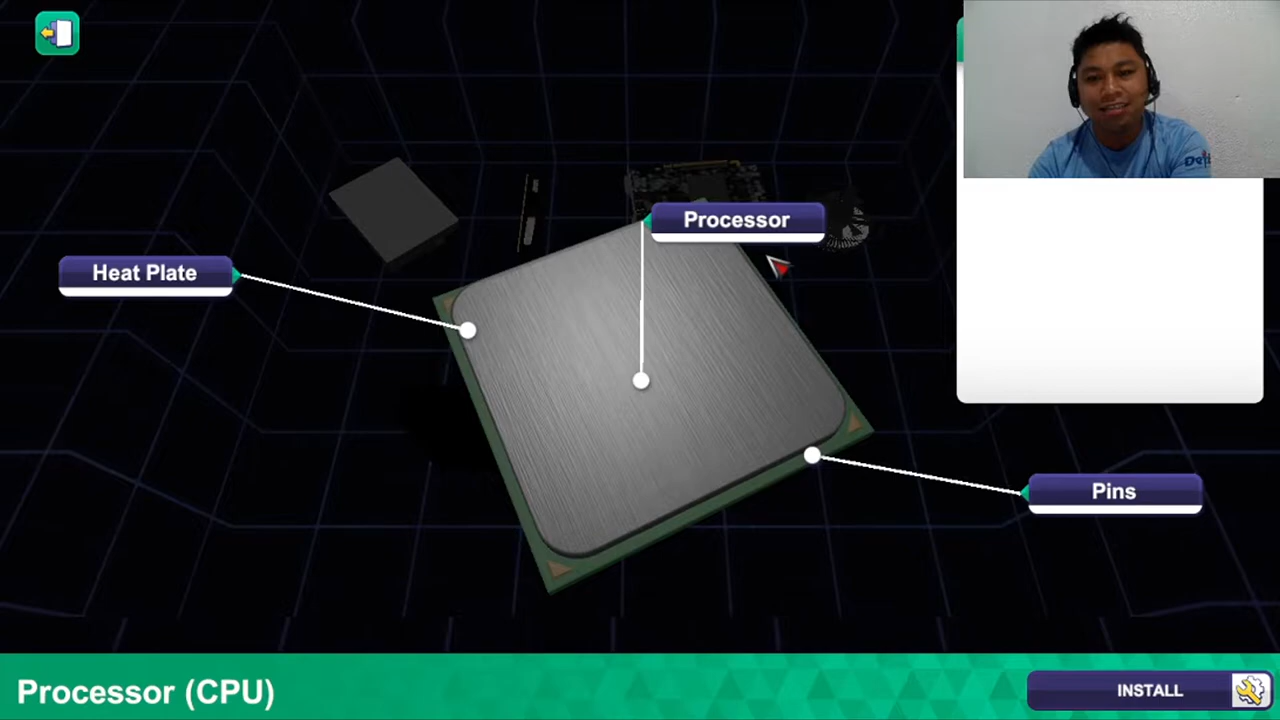 Processor
Heat Plate
Pins
Processor (CPU)
INSTALL